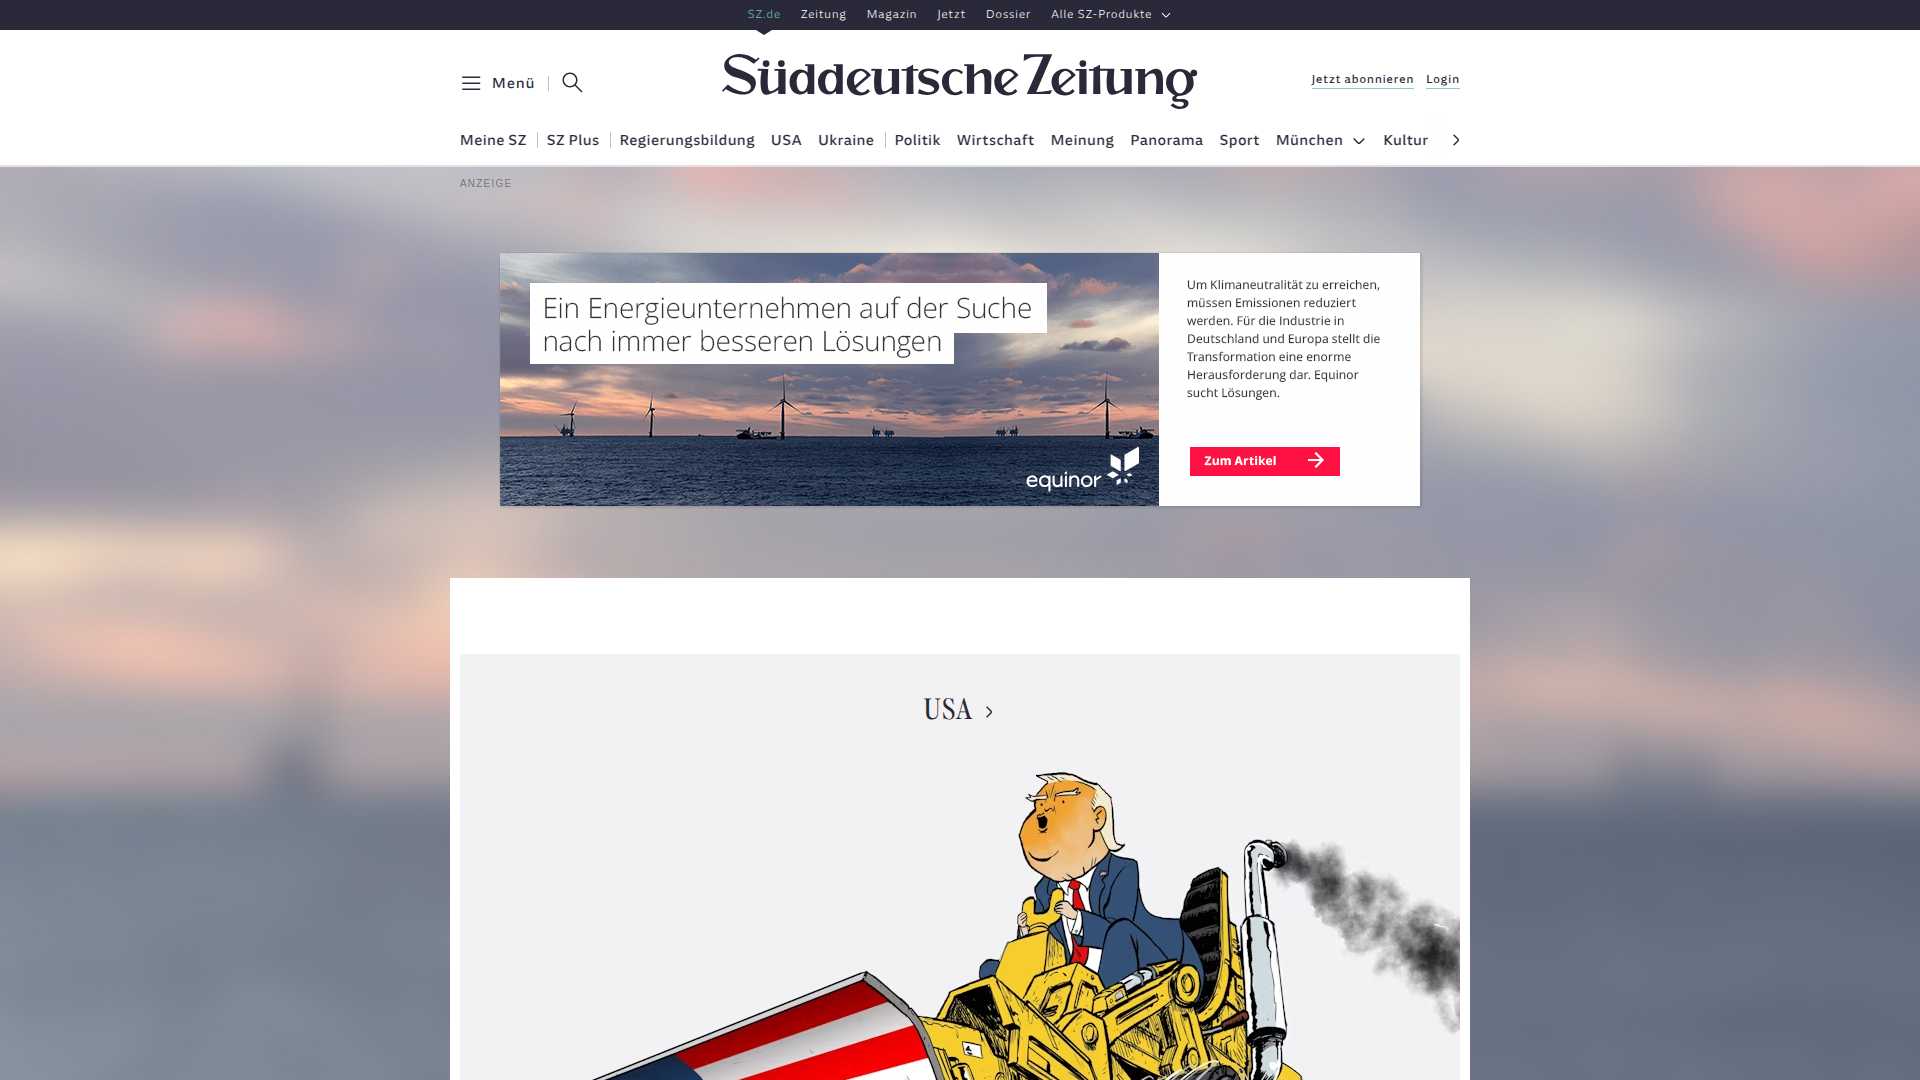 SZ.de Zeitung Magazin Jetzt Dossier Alle SZ-Produkte
Menü
Süddeutsche Zeitung
Jetzt abonnieren Login
Meine SZ SZ Plus Regierungsbildung USA Ukraine Politik Wirtschaft Meinung Panorama Sport München Kultur
ANZEIGE
Ein Energieunternehmen auf der Suche
nach immer besseren Lösungen
equinor
Um Klimaneutralität zu erreichen,
müssen Emissionen reduziert
werden. Für die Industrie in
Deutschland und Europa stellt die
Transformation eine enorme
Herausforderung dar. Equinor
sucht Lösungen.
Zum Artikel
USA